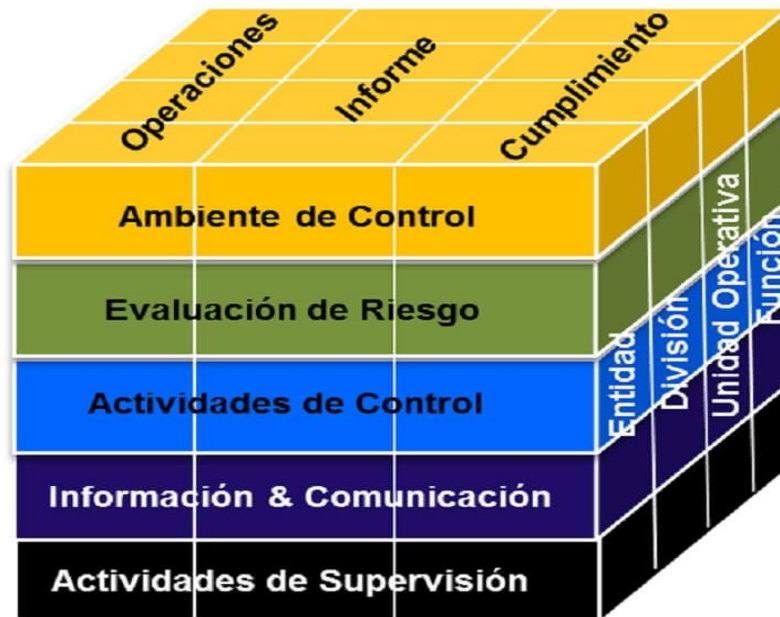 Operaciones
Informe
Cumplimiento
Ambiente de Control
Evaluación de Riesgo
Actividades de Control
Información & Comunicación
Actividades de Supervisión
Entidad
División
Unidad Operativa
Función